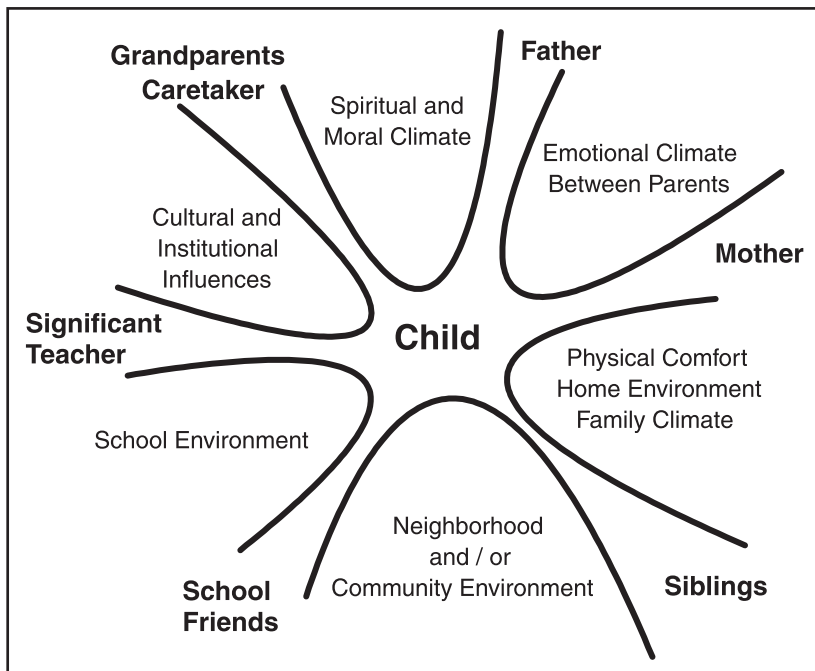 Grandparents
Caretaker
Father
Spiritual and
Moral Climate
Emotional Climate
Between Parents
Mother
Cultural and
Institutional
Influences
Significant
Teacher
Child
Physical Comfort
Home Environment
Family Climate
School Environment
Neighborhood
and / or
Community Environment
School
Friends
Siblings